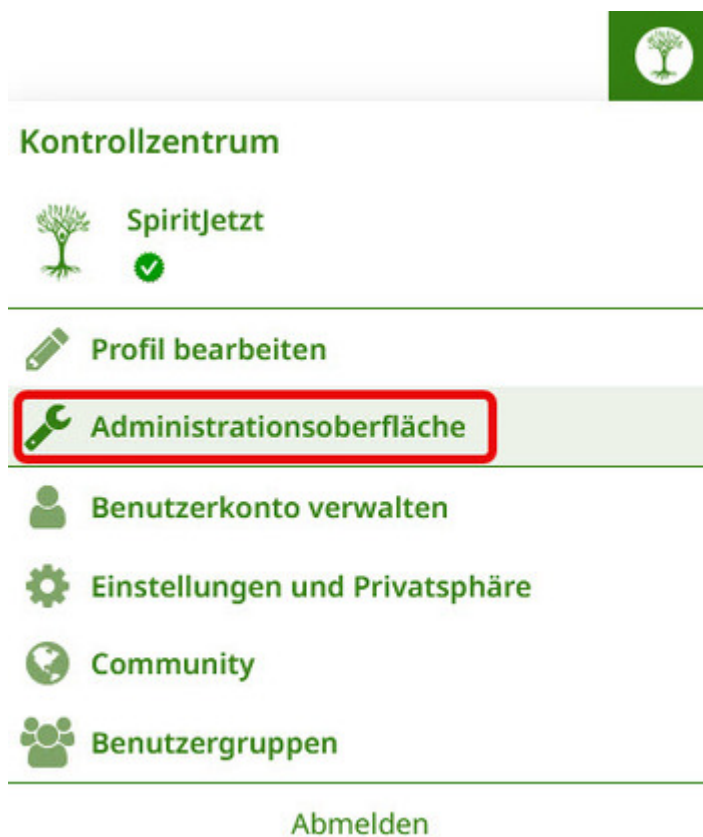 Kontrollzentrum
SpiritJetzt
Profil bearbeiten
Administrationsoberfläche
Benutzerkonto verwalten
Einstellungen und Privatsphäre
Community
Benutzergruppen
Abmelden